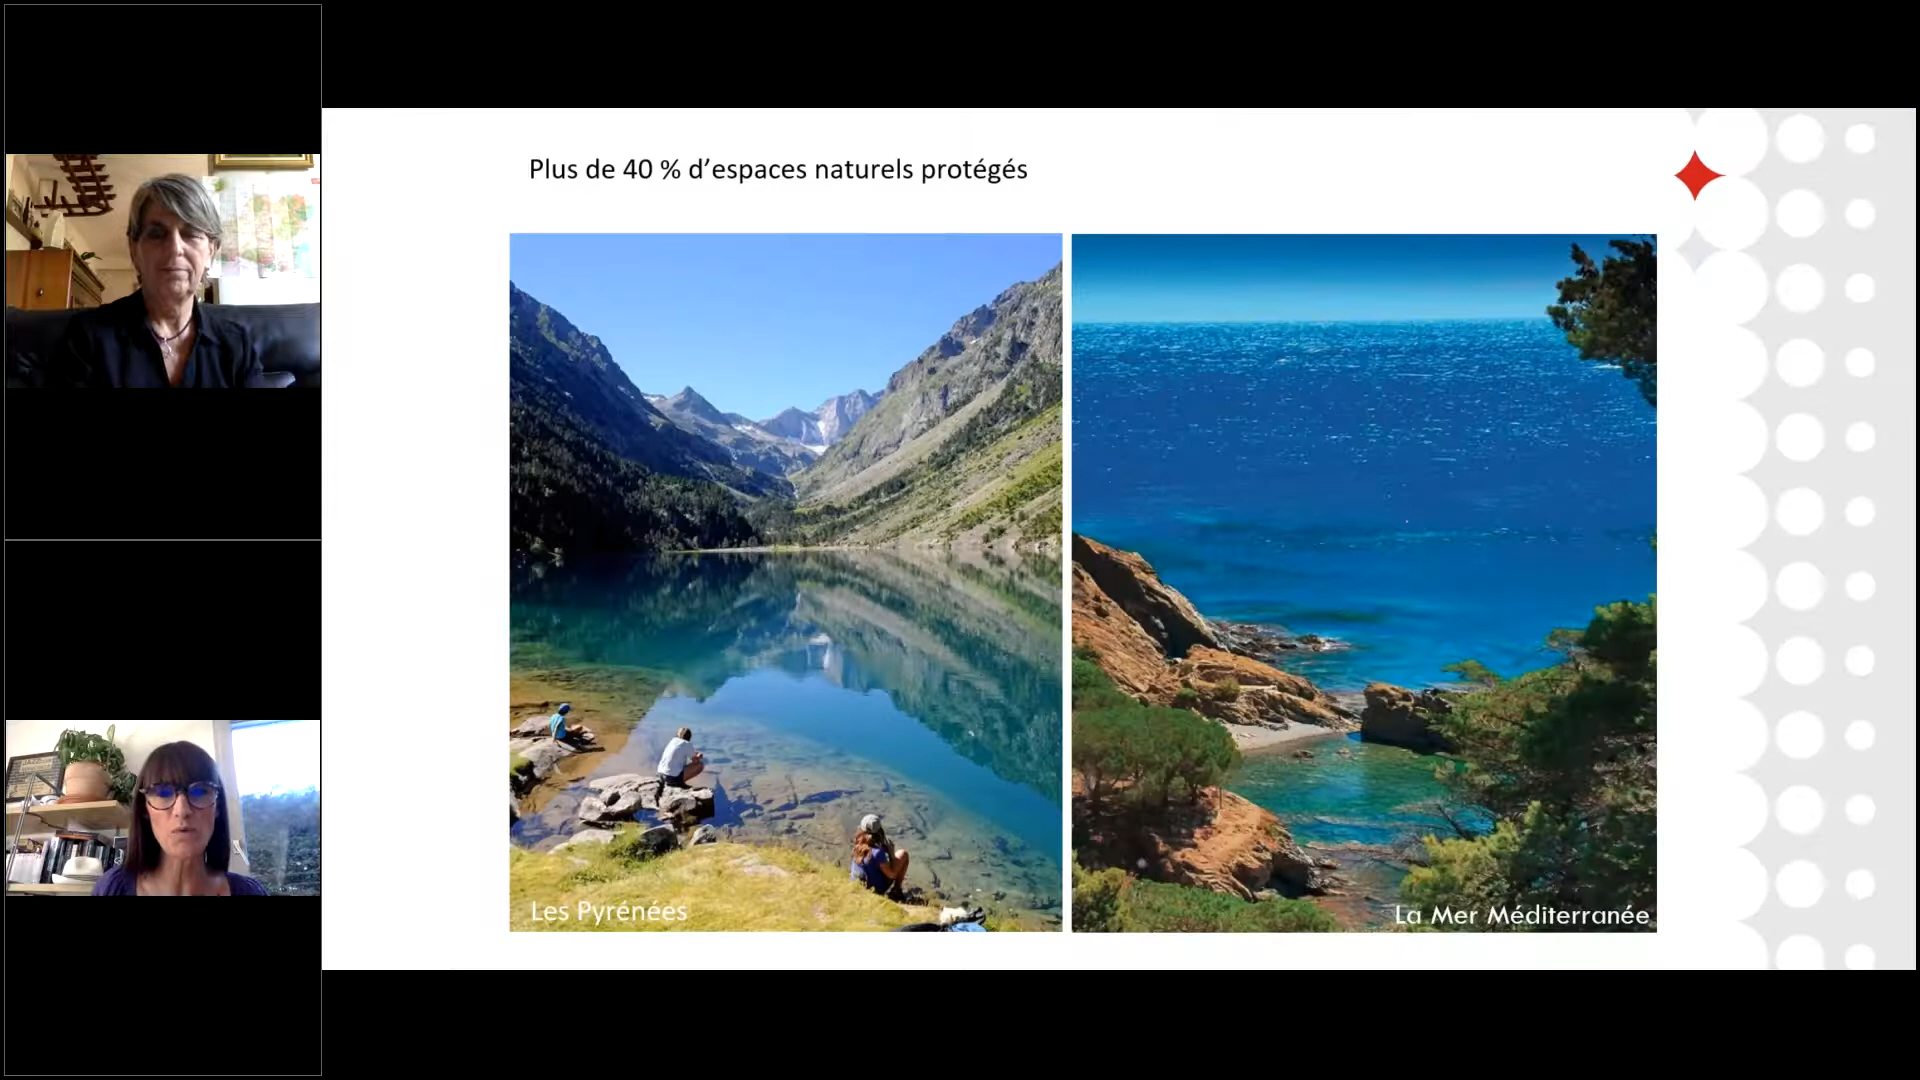 Plus de 40 % d’espaces naturels protégés
Les Pyrénées
La Mer Méditerranée